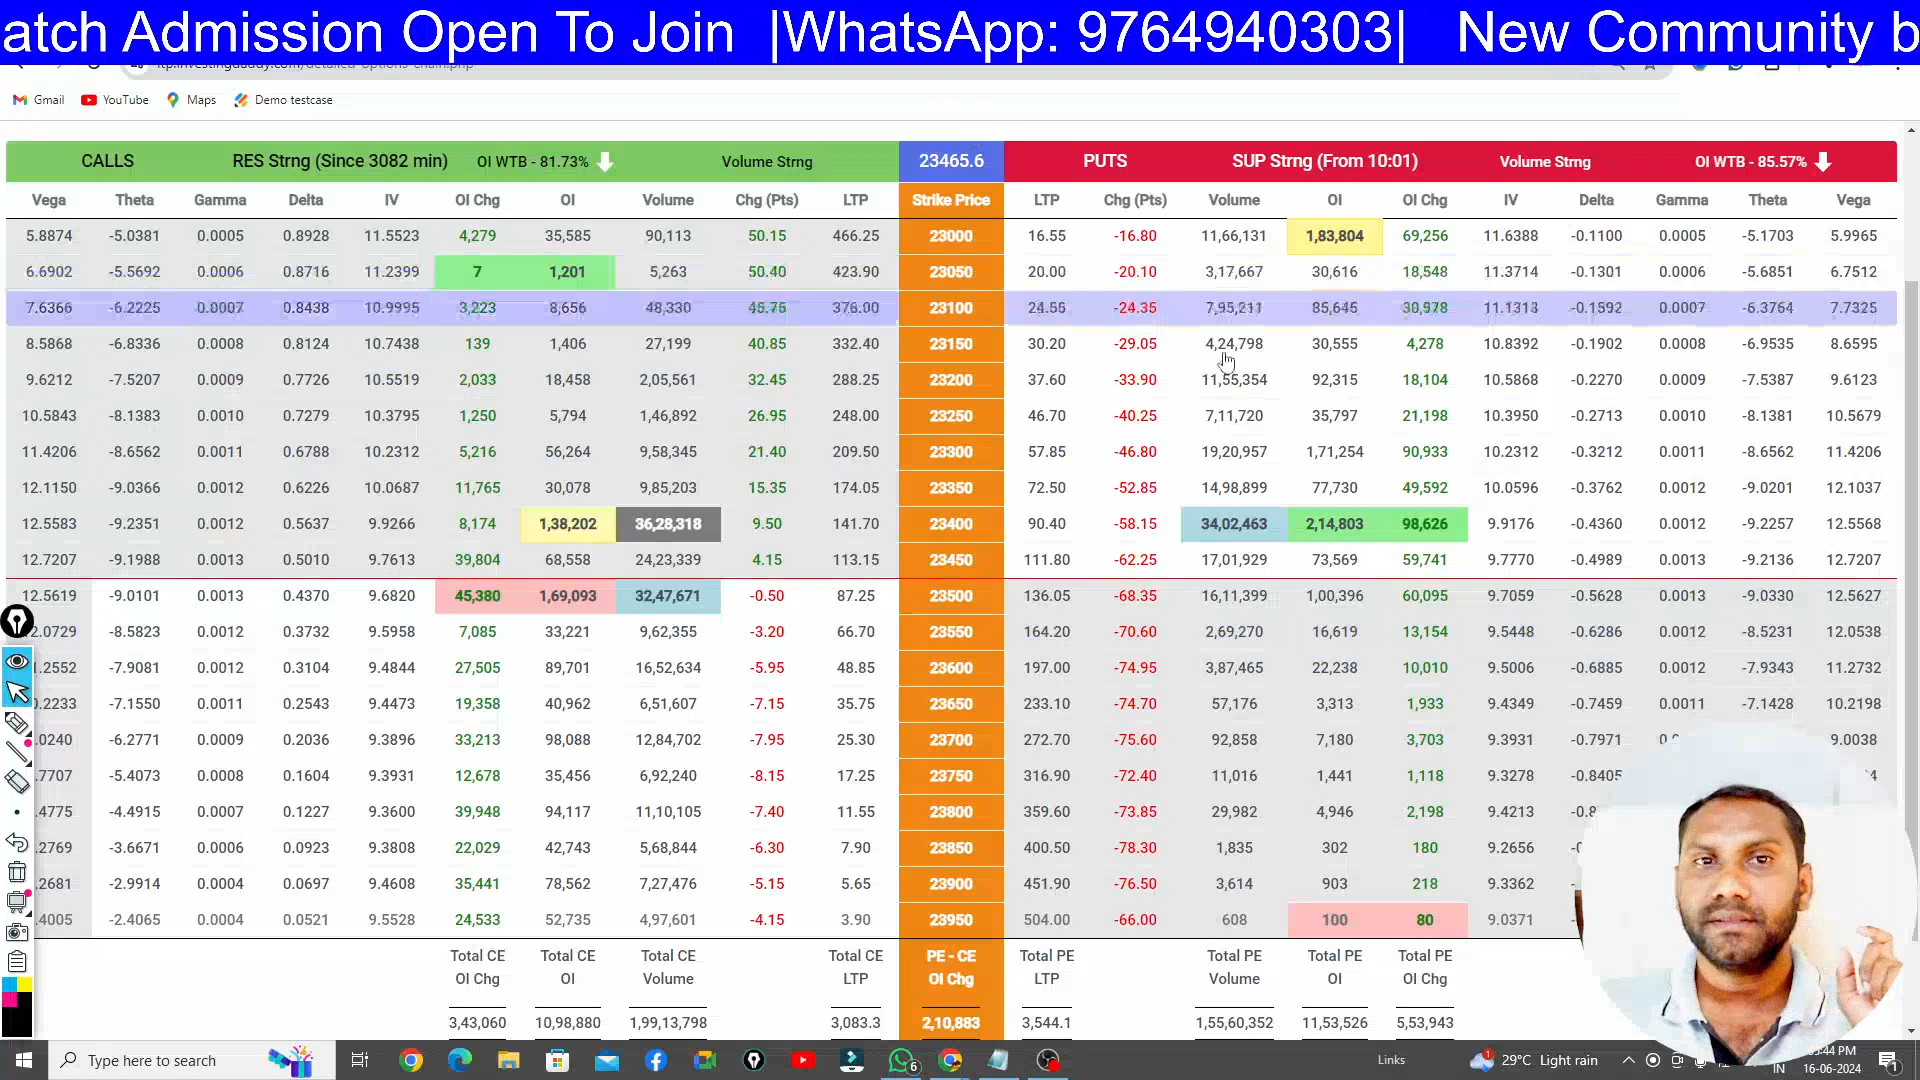 atch Admission Open To Join |WhatsApp: 9764940303| New Community b
ltp.investingdaddy.com/detailed-options-chain.php
Gmail YouTube Maps Demo testcase
CALLS RES Strng (Since 3082 min) OI WTB - 81.73% Volume Strng 23465.6 PUTS SUP Strng (From 10:01) Volume Strng OI WTB - 85.57%
Vega Theta Gamma Delta IV OI Chg OI Volume Chg (Pts) LTP Strike Price LTP Chg (Pts) Volume OI OI Chg IV Delta Gamma Theta Vega
5.8874 -5.0381 0.0005 0.8928 11.5523 4,279 35,585 90,113 50.15 466.25 23000 16.55 -16.80 11,66,131 1,83,804 69,256 11.6388 -0.1100 0.0005 -5.1703 5.9965
6.6902 -5.5692 0.0006 0.8716 11.2399 7 1,201 5,263 50.40 423.90 23050 20.00 -20.10 3,17,667 30,616 18,548 11.3714 -0.1301 0.0006 -5.6851 6.7512
7.6366 -6.2225 0.0007 0.8438 10.9995 3,223 8,656 48,330 45.75 376.00 23100 24.55 -24.35 7,95,211 85,645 30,578 11.1313 -0.1592 0.0007 -6.3764 7.7325
8.5868 -6.8336 0.0008 0.8124 10.7438 139 1,406 27,199 40.85 332.40 23150 30.20 -29.05 4,24,798 30,555 4,278 10.8392 -0.1902 0.0008 -6.9535 8.6595
9.6212 -7.5207 0.0009 0.7726 10.5519 2,033 18,458 2,05,561 32.45 288.25 23200 37.60 -33.90 11,55,354 92,315 18,104 10.5868 -0.2270 0.0009 -7.5387 9.6123
10.5843 -8.1383 0.0010 0.7279 10.3795 1,250 5,794 1,46,892 26.95 248.00 23250 46.70 -40.25 7,11,720 35,797 21,198 10.3950 -0.2713 0.0010 -8.1381 10.5679
11.4206 -8.6562 0.0011 0.6788 10.2312 5,216 56,264 9,58,345 21.40 209.50 23300 57.85 -46.80 19,20,957 1,71,254 90,933 10.2312 -0.3212 0.0011 -8.6562 11.4206
12.1150 -9.0366 0.0012 0.6226 10.0687 11,765 30,078 9,85,203 15.35 174.05 23350 72.50 -52.85 14,98,899 77,730 49,592 10.0596 -0.3762 0.0012 -9.0201 12.1037
12.5583 -9.2351 0.0012 0.5637 9.9266 8,174 1,38,202 36,28,318 9.50 141.70 23400 90.40 -58.15 34,02,463 2,14,803 98,626 9.9176 -0.4360 0.0012 -9.2257 12.5568
12.7207 -9.1988 0.0013 0.5010 9.7613 39,804 68,558 24,23,339 4.15 113.15 23450 111.80 -62.25 17,01,929 73,569 59,741 9.7770 -0.4989 0.0013 -9.2136 12.7207
12.5619 -9.0101 0.0013 0.4370 9.6820 45,380 1,69,093 32,47,671 -0.50 87.25 23500 136.05 -68.35 16,11,399 1,00,396 60,095 9.7059 -0.5628 0.0013 -9.0330 12.5627
2.0729 -8.5823 0.0012 0.3732 9.5958 7,085 33,221 9,62,355 -3.20 66.70 23550 164.20 -70.60 2,69,270 16,619 13,154 9.5448 -0.6286 0.0012 -8.5231 12.0538
.2552 -7.9081 0.0012 0.3104 9.4844 27,505 89,701 16,52,634 -5.95 48.85 23600 197.00 -74.95 3,87,465 22,238 10,010 9.5006 -0.6885 0.0012 -7.9343 11.2732
.2233 -7.1550 0.0011 0.2543 9.4473 19,358 40,962 6,51,607 -7.15 35.75 23650 233.10 -74.70 57,176 3,313 1,933 9.4349 -0.7459 0.0011 -7.1428 10.2198
.0240 -6.2771 0.0009 0.2036 9.3896 33,213 98,088 12,84,702 -7.95 25.30 23700 272.70 -75.60 92,858 7,180 3,703 9.3931 -0.7971 9.0038
.7707 -5.4073 0.0008 0.1604 9.3931 12,678 35,456 6,92,240 -8.15 17.25 23750 316.90 -72.40 11,016 1,441 1,118 9.3278 -0.8405
.4775 -4.4915 0.0007 0.1227 9.3600 39,948 94,117 11,10,105 -7.40 11.55 23800 359.60 -73.85 29,982 4,946 2,198 9.4213
.2769 -3.6671 0.0006 0.0923 9.3808 22,029 42,743 5,68,844 -6.30 7.90 23850 400.50 -78.30 1,835 302 180 9.2656
.2681 -2.9914 0.0004 0.0697 9.4608 35,441 78,562 7,27,476 -5.15 5.65 23900 451.90 -76.50 3,614 903 218 9.3362
.4005 -2.4065 0.0004 0.0521 9.5528 24,533 52,735 4,97,601 -4.15 3.90 23950 504.00 -66.00 608 100 80 9.0371
Total CE Total CE Total CE Total CE PE - CE Total PE Total PE Total PE Total PE
OI Chg OI Volume LTP OI Chg LTP Volume OI OI Chg
3,43,060 10,98,880 1,99,13,798 3,083.3 2,10,883 3,544.1 1,55,60,352 11,53,526 5,53,943
Type here to search 6 Links 1 29°C Light rain IN :44 PM
16-06-2024 1